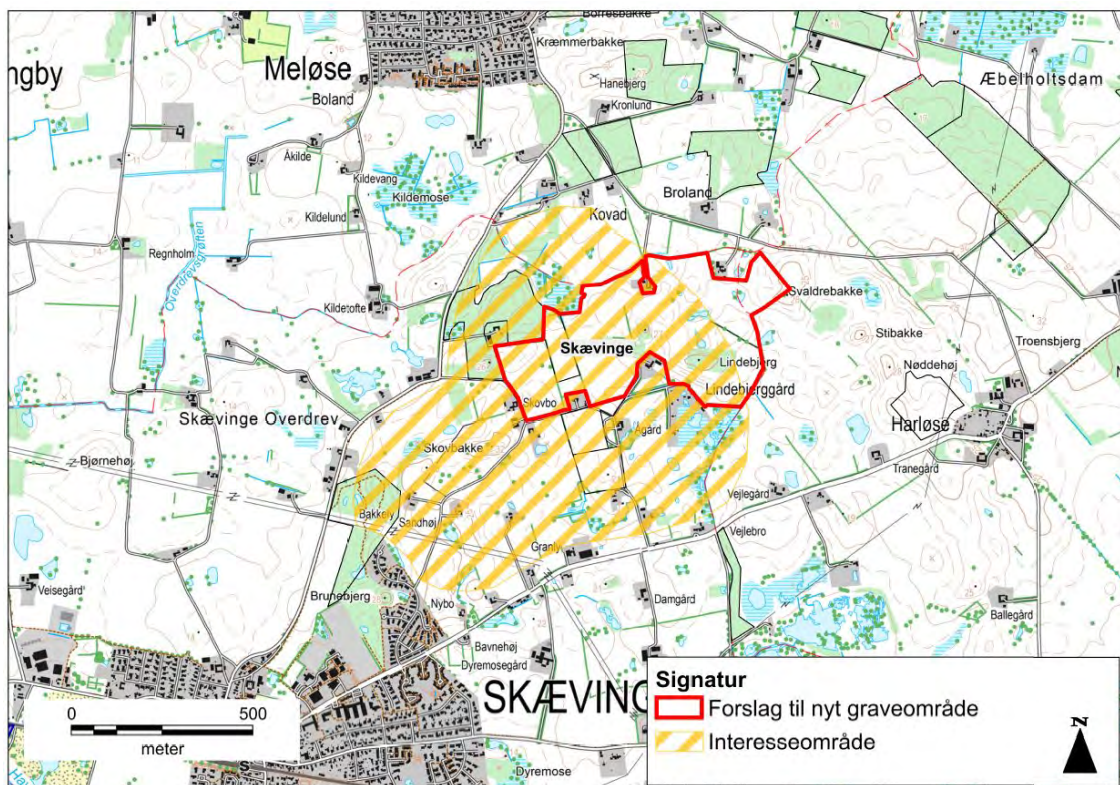 Borresbakke
Kræmmerbakke
ngby
Meløse
Hanebjerg
Æbelholtsdam
Boland
Kronlund
Åkilde
Kildevang
Kildemose
Broland
Kildelund
Kovad
Regnholm
Overdrevsgrøften
Svaldrebakke
Kildetofte
Stibakke
Troensbjerg
Skævinge
Lindebjerg
Nøddehøj
Lindebjerggård
Skovbo
Skævinge Overdrev
Harløse
Ågård
Skovbakke
Bjørnehøj
Tranegård
Vejlegård
Bakkely
Sandhøj
Vejlebro
Granly
Veisegård
Brunebjerg
Damgård
Nybo
Ballegård
Bavnehøj
Dyremosegård
SKÆVING
Signatur
Forslag til nyt graveområde
Interesseområde
0 500
meter
N
Dyremose